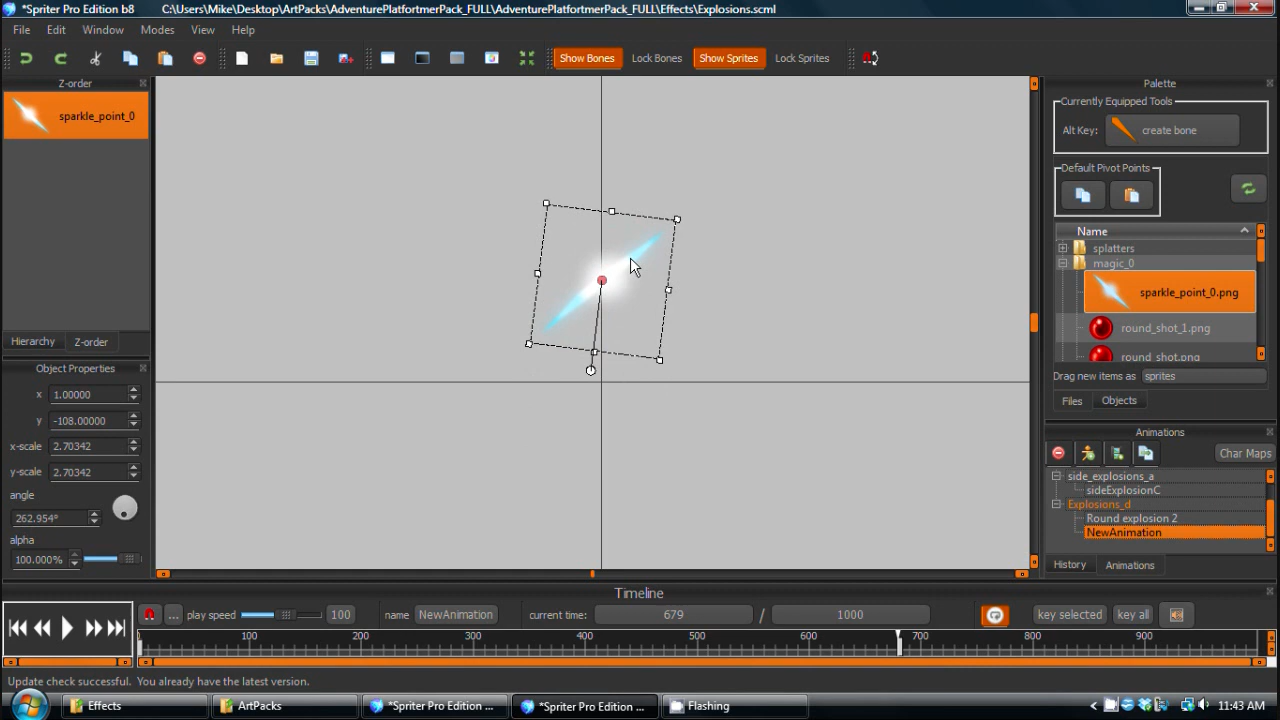 *Spriter Pro Edition b8 C:\Users\Mike\Desktop\ArtPacks\AdventurePlatfortmerPack_FULL\AdventurePlatfortmerPack_FULL\Effects\Explosions.scml
File Edit Window Modes View Help
Show Bones Lock Bones Show Sprites Lock Sprites
Z-order
sparkle_point_0
Hierarchy Z-order
Object Properties
x 1.00000
y -108.00000
x-scale 2.70342
y-scale 2.70342
angle
262.954°
alpha
100.000%
Palette
Currently Equipped Tools
Alt Key: create bone
Default Pivot Points
Name
splatters
magic_0
sparkle_point_0.png
round_shot_1.png
round_shot.png
Drag new items as sprites
Files Objects
Animations
Char Maps
side_explosions_a
sideExplosionC
Explosions_d
Round explosion 2
NewAnimation
History Animations
Timeline
... play speed 100 name NewAnimation current time: 679 / 1000 key selected key all
100 200 300 400 500 600 700 800 900
Update check successful. You already have the latest version.
Effects ArtPacks *Spriter Pro Edition ... *Spriter Pro Edition ... Flashing 11:43 AM